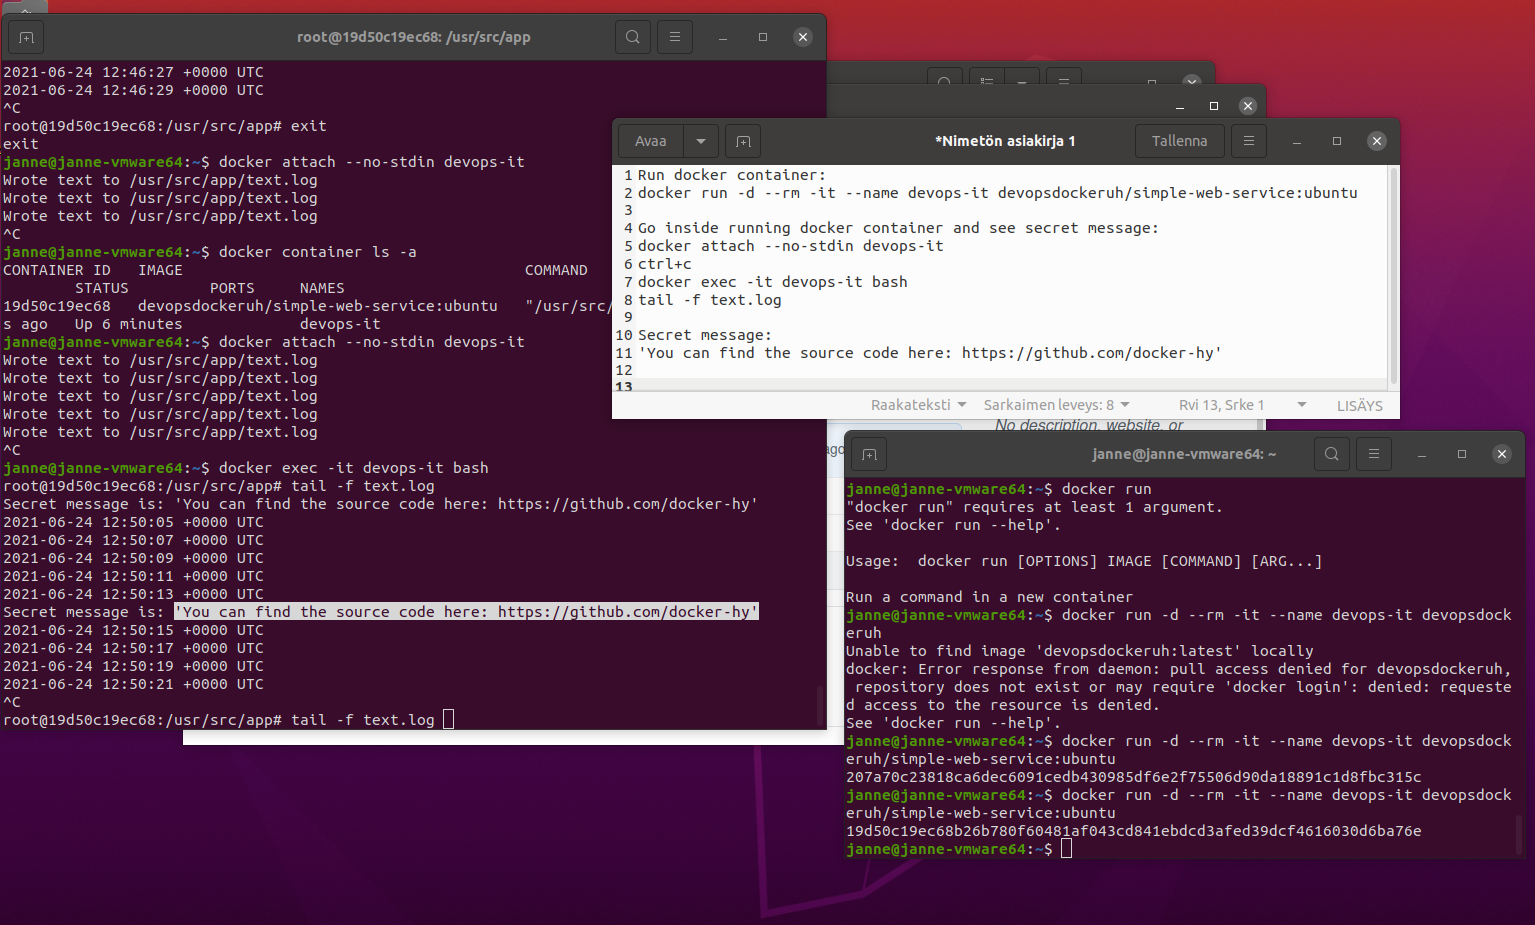 root@19d50c19ec68: /usr/src/app
2021-06-24 12:46:27 +0000 UTC
2021-06-24 12:46:29 +0000 UTC
^C
root@19d50c19ec68:/usr/src/app# exit
exit
janne@janne-vmware64:~$ docker attach --no-stdin devops-it
Wrote text to /usr/src/app/text.log
Wrote text to /usr/src/app/text.log
Wrote text to /usr/src/app/text.log
^C
janne@janne-vmware64:~$ docker container ls -a
CONTAINER ID   IMAGE                                      COMMAND
        STATUS         PORTS     NAMES
19d50c19ec68   devopsdockeruh/simple-web-service:ubuntu   "/usr/src/
s ago   Up 6 minutes             devops-it
janne@janne-vmware64:~$ docker attach --no-stdin devops-it
Wrote text to /usr/src/app/text.log
Wrote text to /usr/src/app/text.log
Wrote text to /usr/src/app/text.log
Wrote text to /usr/src/app/text.log
Wrote text to /usr/src/app/text.log
^C
janne@janne-vmware64:~$ docker exec -it devops-it bash
root@19d50c19ec68:/usr/src/app# tail -f text.log
Secret message is: 'You can find the source code here: https://github.com/docker-hy'
2021-06-24 12:50:05 +0000 UTC
2021-06-24 12:50:07 +0000 UTC
2021-06-24 12:50:09 +0000 UTC
2021-06-24 12:50:11 +0000 UTC
2021-06-24 12:50:13 +0000 UTC
Secret message is: 'You can find the source code here: https://github.com/docker-hy'
2021-06-24 12:50:15 +0000 UTC
2021-06-24 12:50:17 +0000 UTC
2021-06-24 12:50:19 +0000 UTC
2021-06-24 12:50:21 +0000 UTC
^C
root@19d50c19ec68:/usr/src/app# tail -f text.log
Avaa *Nimetön asiakirja 1 Tallenna
1 Run docker container:
2 docker run -d --rm -it --name devops-it devopsdockeruh/simple-web-service:ubuntu
3
4 Go inside running docker container and see secret message:
5 docker attach --no-stdin devops-it
6 ctrl+c
7 docker exec -it devops-it bash
8 tail -f text.log
9
10 Secret message:
11 'You can find the source code here: https://github.com/docker-hy'
12
13
Raakateksti Sarkaimen leveys: 8 Rvi 13, Srke 1 LISÄYS
No description, website, or
ago
janne@janne-vmware64: ~
janne@janne-vmware64:~$ docker run
"docker run" requires at least 1 argument.
See 'docker run --help'.
Usage:  docker run [OPTIONS] IMAGE [COMMAND] [ARG...]
Run a command in a new container
janne@janne-vmware64:~$ docker run -d --rm -it --name devops-it devopsdock
eruh
Unable to find image 'devopsdockeruh:latest' locally
docker: Error response from daemon: pull access denied for devopsdockeruh,
 repository does not exist or may require 'docker login': denied: requeste
d access to the resource is denied.
See 'docker run --help'.
janne@janne-vmware64:~$ docker run -d --rm -it --name devops-it devopsdock
eruh/simple-web-service:ubuntu
207a70c23818ca6dec6091cedb430985df6e2f75506d90da18891c1d8fbc315c
janne@janne-vmware64:~$ docker run -d --rm -it --name devops-it devopsdock
eruh/simple-web-service:ubuntu
19d50c19ec68b26b780f60481af043cd841ebdcd3afed39dcf4616030d6ba76e
janne@janne-vmware64:~$